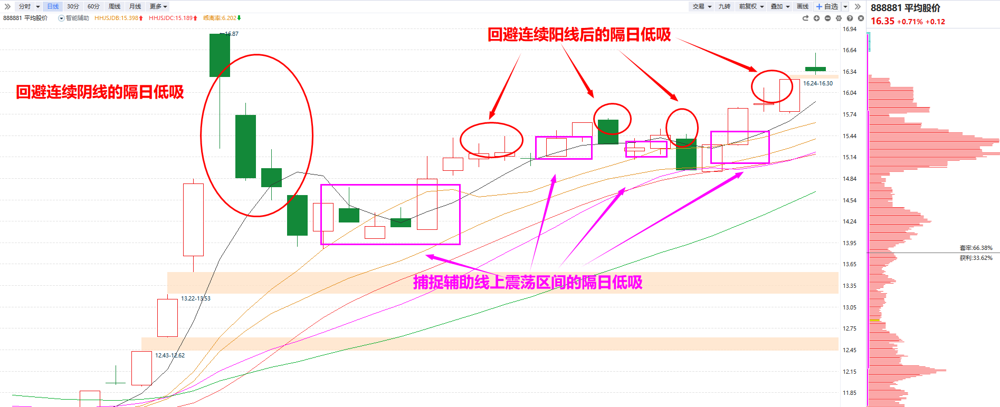 分时 日线 30分 60分 周线 月线 更多
交易 九转 前复权 叠加 画线 自选
888881 平均股价
16.35 +0.71% +0.12
888881 平均股价 智能辅助 HHJSJDB:15.398 HHJSJDC:15.189 乖离率:6.202
16.87
回避连续阳线后的隔日低吸
回避连续阴线的隔日低吸
16.24-16.30
捕捉辅助线上震荡区间的隔日低吸
13.22-13.53
12.43-12.62
16.94
16.64
16.34
16.04
15.74
15.44
15.14
14.84
14.54
14.24
13.95
13.65
13.35
13.05
12.75
12.45
12.15
11.85
套牢:66.38%
获利:33.62%